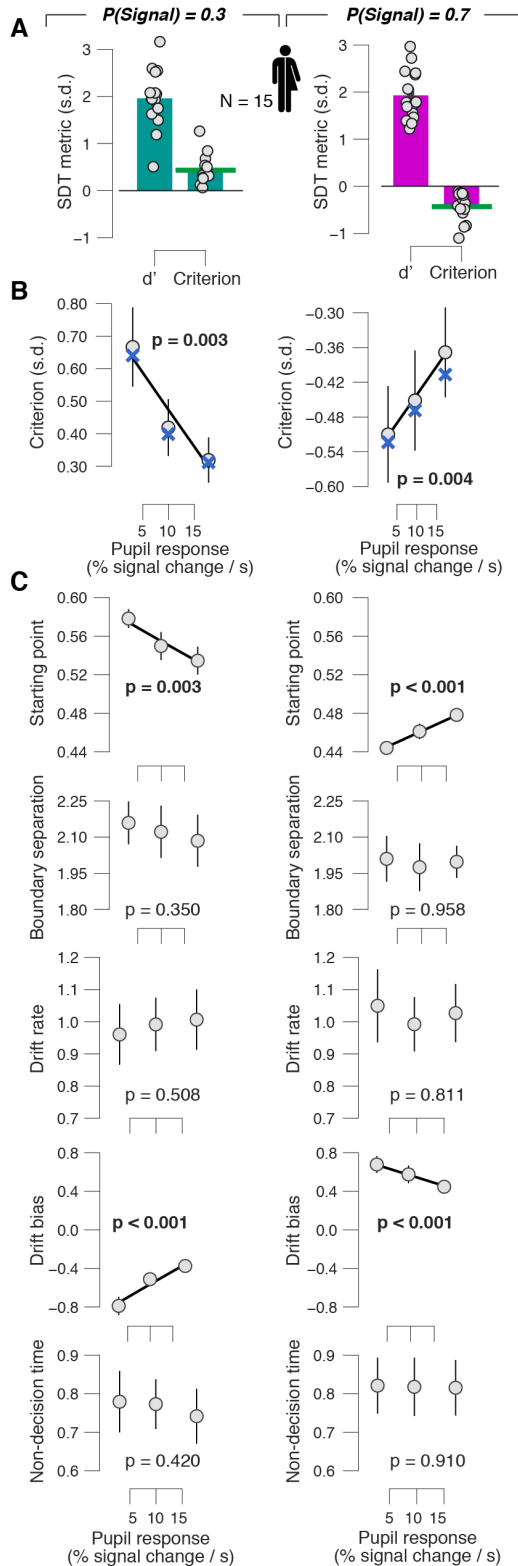 P(Signal) = 0.3
P(Signal) = 0.7
A
SDT metric (s.d.)
3
2
1
0
−1
N = 15
d’
Criterion
SDT metric (s.d.)
3
2
1
0
−1
d’
Criterion
B
Criterion (s.d.)
0.80
0.70
0.60
0.50
0.40
0.30
p = 0.003
5
10
15
Pupil response
(% signal change / s)
Criterion (s.d.)
−0.30
−0.36
−0.42
−0.48
−0.54
−0.60
p = 0.004
5
10
15
Pupil response
(% signal change / s)
C
Starting point
0.60
0.56
0.52
0.48
0.44
p = 0.003
Starting point
0.60
0.56
0.52
0.48
0.44
p < 0.001
Boundary separation
2.25
2.10
1.95
1.80
p = 0.350
Boundary separation
2.25
2.10
1.95
1.80
p = 0.958
Drift rate
1.2
1.1
1.0
0.9
0.8
0.7
p = 0.508
Drift rate
1.2
1.1
1.0
0.9
0.8
0.7
p = 0.811
Drift bias
0.8
0.4
0.0
−0.4
−0.8
p < 0.001
Drift bias
0.8
0.4
0.0
−0.4
−0.8
p < 0.001
Non-decision time
0.9
0.8
0.7
0.6
p = 0.420
5
10
15
Pupil response
(% signal change / s)
Non-decision time
0.9
0.8
0.7
0.6
p = 0.910
5
10
15
Pupil response
(% signal change / s)